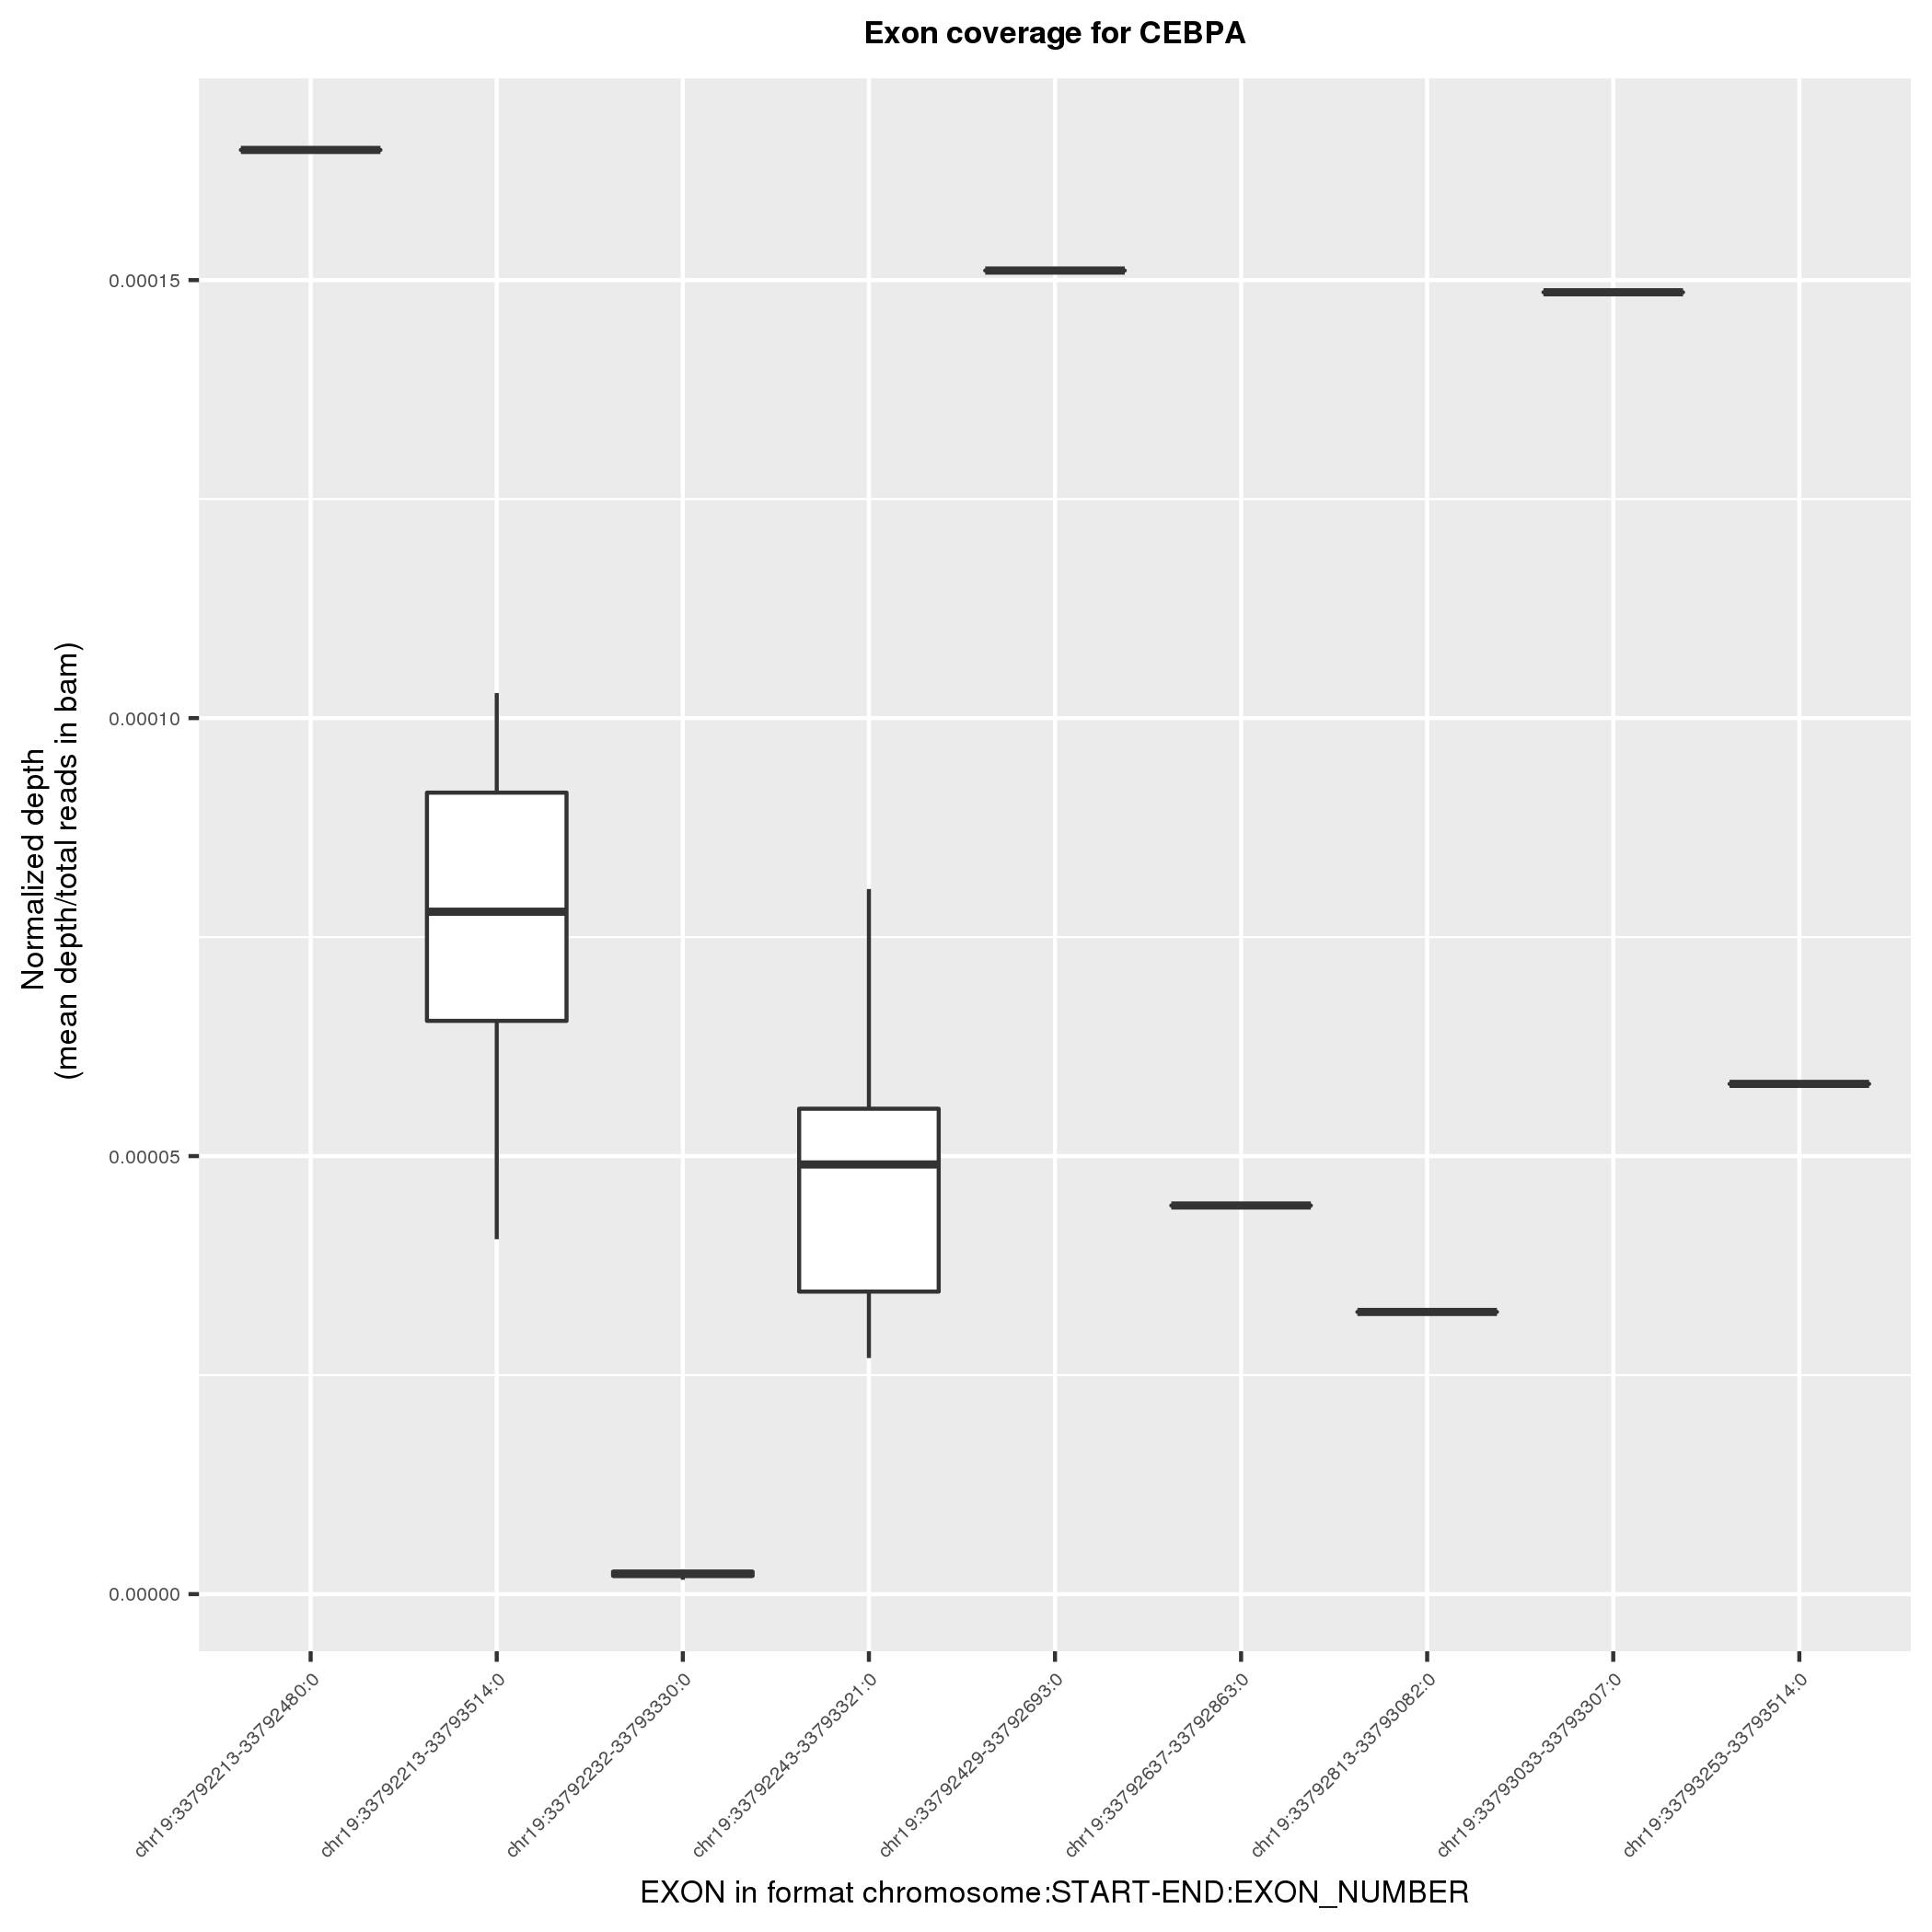 Exon coverage for CEBPA
Normalized depth
(mean depth/total reads in bam)
0.00015
0.00010
0.00005
0.00000
chr19:33792213-33792480:0
chr19:33792213-33793514:0
chr19:33792232-33793330:0
chr19:33792243-33793321:0
chr19:33792429-33792693:0
chr19:33792637-33792863:0
chr19:33792813-33793082:0
chr19:33793033-33793307:0
chr19:33793253-33793514:0
EXON in format chromosome:START-END:EXON_NUMBER